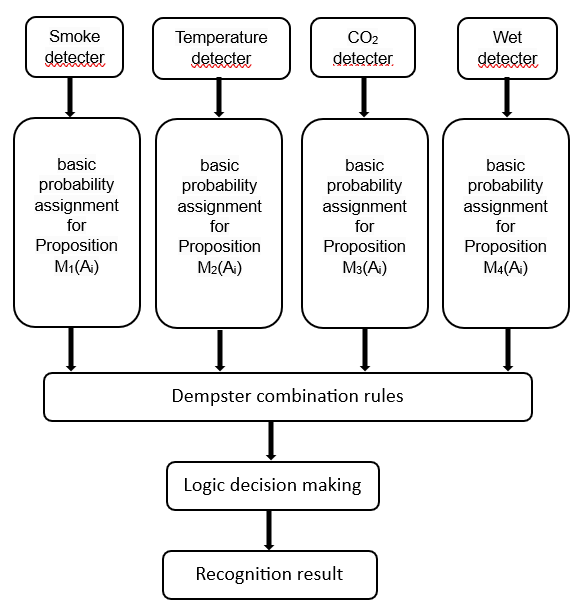 Smoke
detecter
Temperature
detecter
CO₂
detecter
Wet
detecter
basic
probability
assignment
for
Proposition
M₁(Aᵢ)
basic
probability
assignment
for
Proposition
M₂(Aᵢ)
basic
probability
assignment
for
Proposition
M₃(Aᵢ)
basic
probability
assignment
for
Proposition
M₄(Aᵢ)
Dempster combination rules
Logic decision making
Recognition result